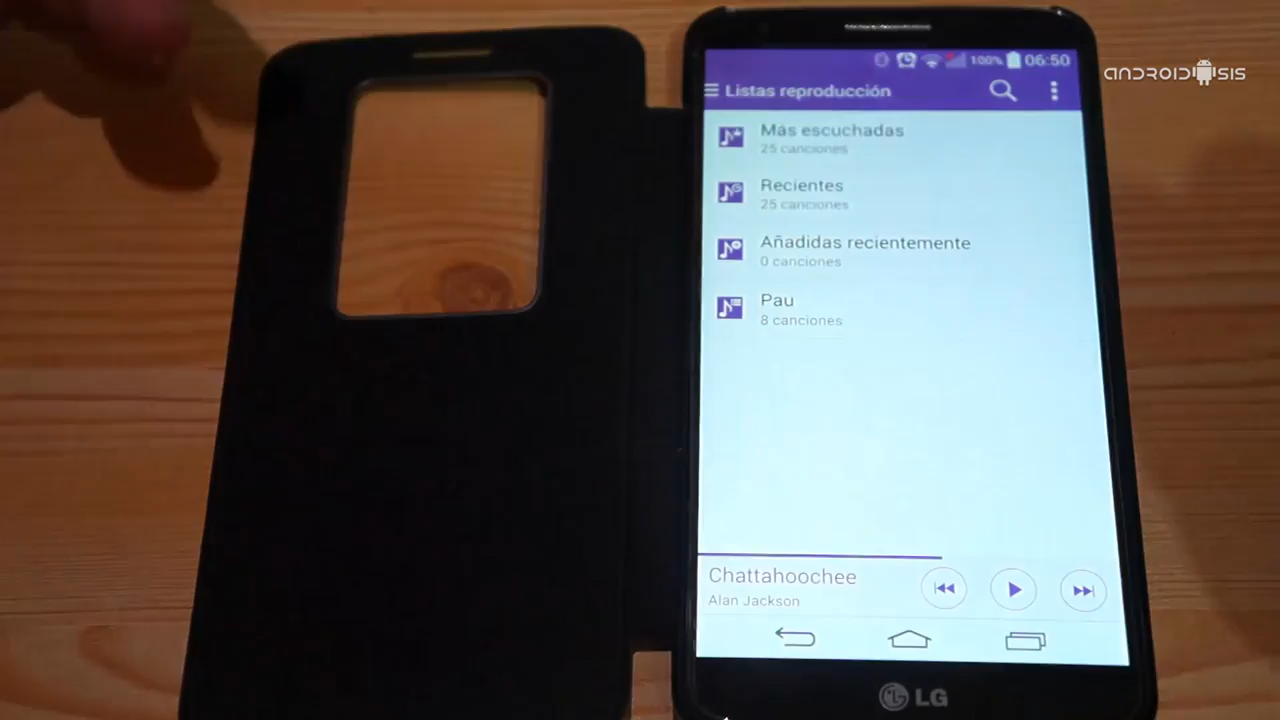 100% 06:50
Listas reproducción
Más escuchadas
25 canciones
Recientes
25 canciones
Añadidas recientemente
0 canciones
Pau
8 canciones
Chattahoochee
Alan Jackson
LG
ANDROIDSIS